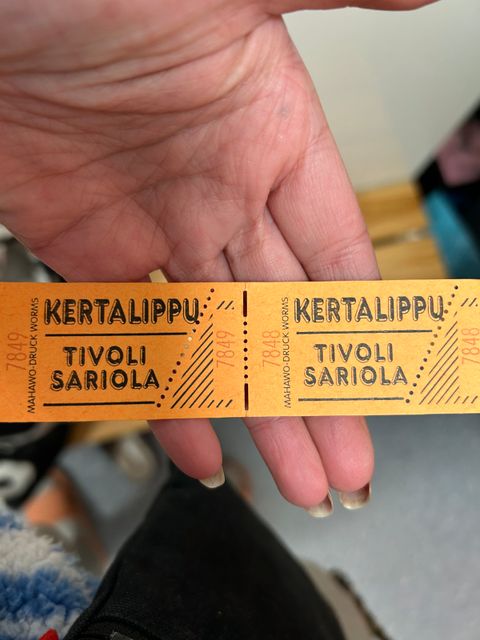 7849
MAHAWO-DRUCK WORMS
KERTALIPPU
TIVOLI
SARIOLA
7849
7848
MAHAWO-DRUCK WORMS
KERTALIPPU
TIVOLI
SARIOLA
7848